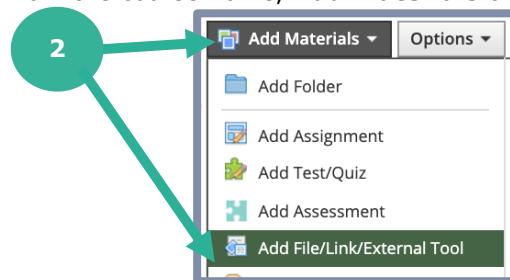 2
Add Materials Options
Add Folder
Add Assignment
Add Test/Quiz
Add Assessment
Add File/Link/External Tool